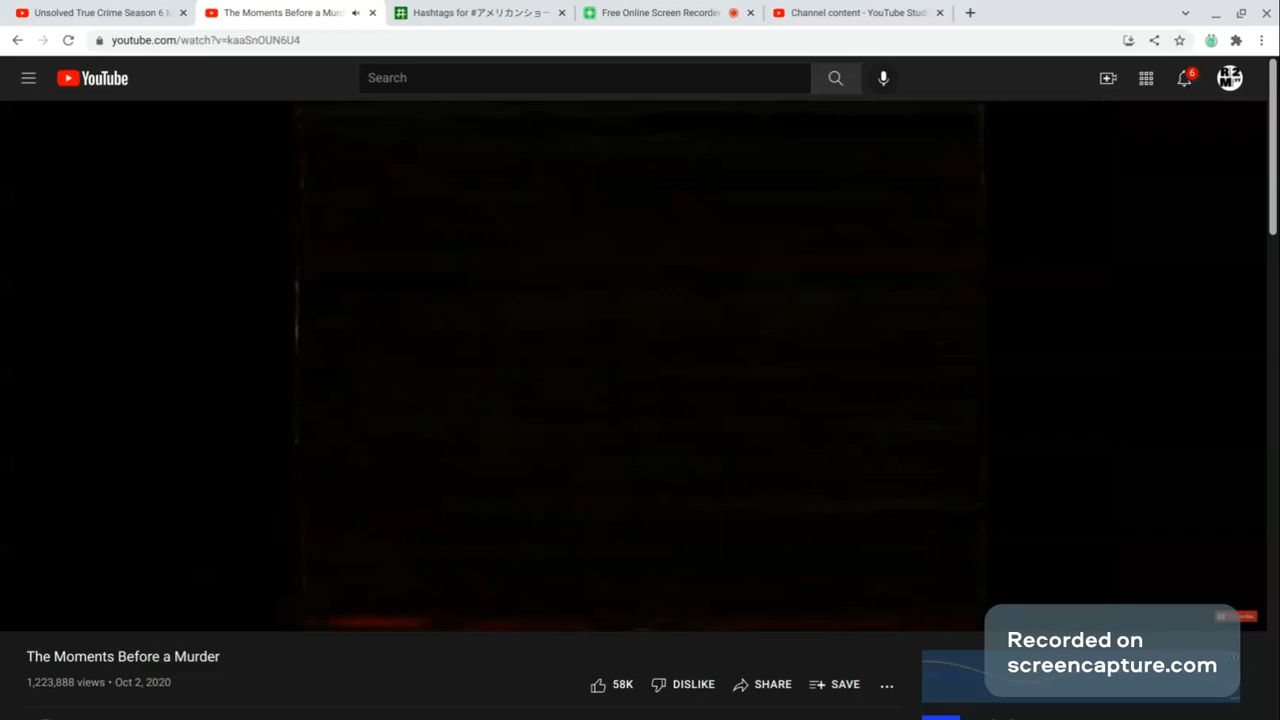 Unsolved True Crime Season 6 M
The Moments Before a Murd
Hashtags for #アメリカンショー
Free Online Screen Recorde
Channel content - YouTube Studi
youtube.com/watch?v=kaaSnOUN6U4
YouTube
Search
6
The Moments Before a Murder
1,223,888 views • Oct 2, 2020
58K
DISLIKE
SHARE
SAVE
Recorded on
screencapture.com